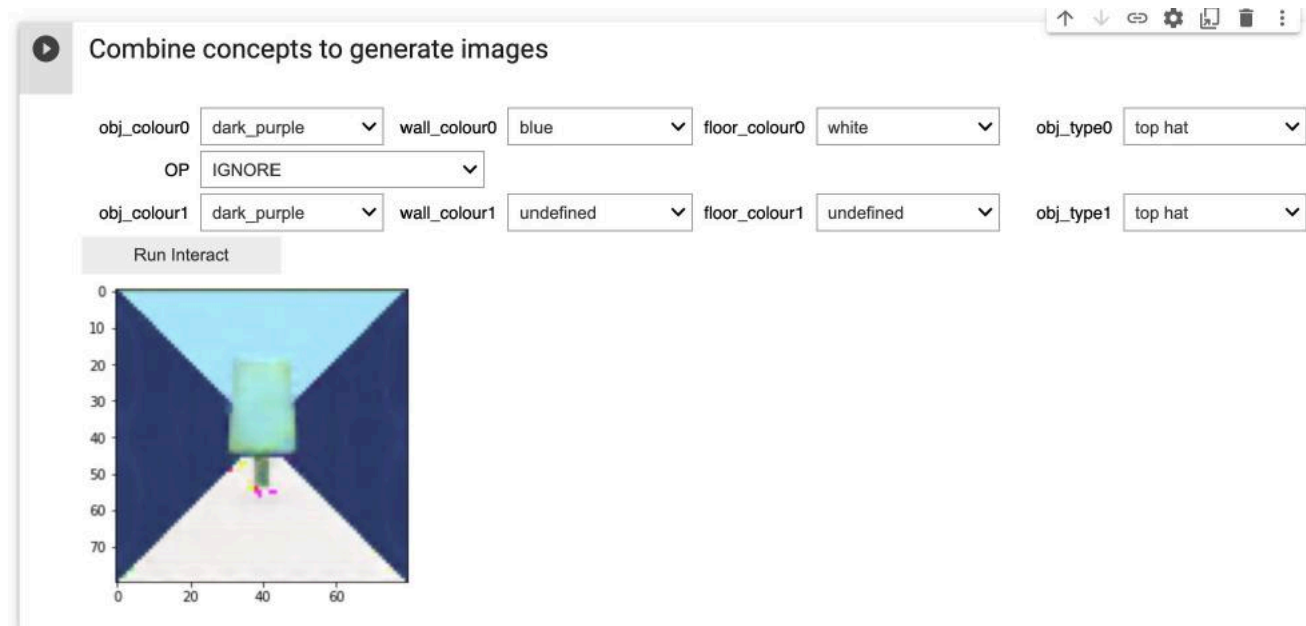 Combine concepts to generate images
obj_colour0 dark_purple wall_colour0 blue floor_colour0 white obj_type0 top hat
OP IGNORE
obj_colour1 dark_purple wall_colour1 undefined floor_colour1 undefined obj_type1 top hat
Run Interact
0
10
20
30
40
50
60
70
0 20 40 60